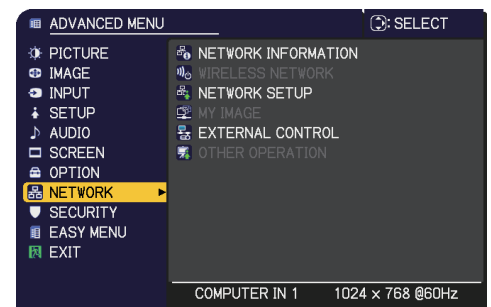 ADVANCED MENU
: SELECT
PICTURE
IMAGE
INPUT
SETUP
AUDIO
SCREEN
OPTION
NETWORK
SECURITY
EASY MENU
EXIT
NETWORK INFORMATION
WIRELESS NETWORK
NETWORK SETUP
MY IMAGE
EXTERNAL CONTROL
OTHER OPERATION
COMPUTER IN 1 1024 x 768 @60Hz